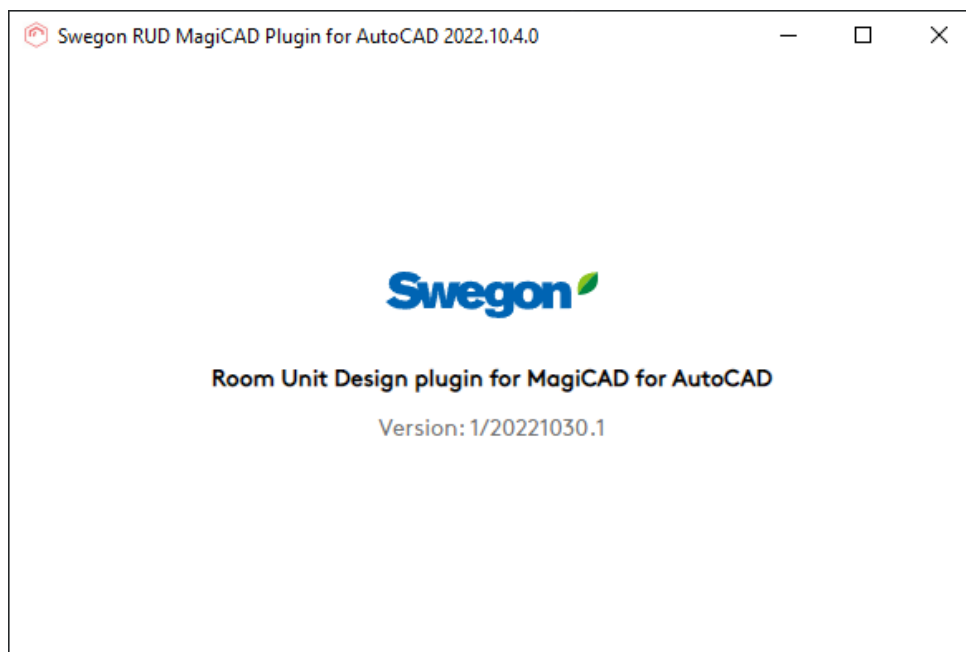 Swegon RUD MagiCAD Plugin for AutoCAD 2022.10.4.0
Swegon
Room Unit Design plugin for MagiCAD for AutoCAD
Version: 1/20221030.1